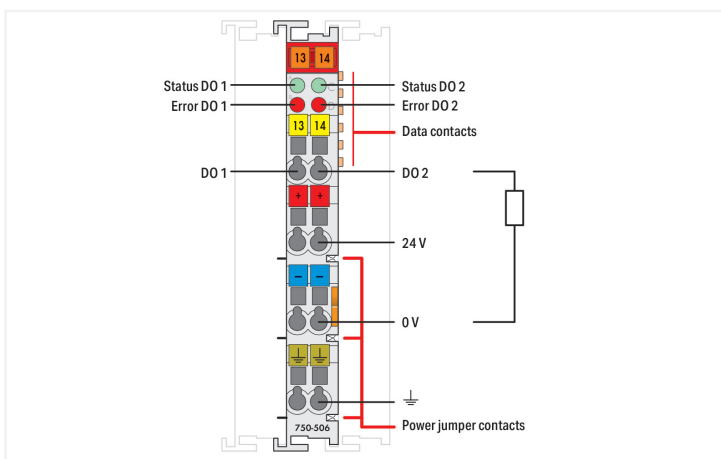 13 14
Status DO 1
Status DO 2
C
Error DO 1
Error DO 2
13 14
Data contacts
DO 1
DO 2
+ +
24 V
− −
0 V
Power jumper contacts
750-506